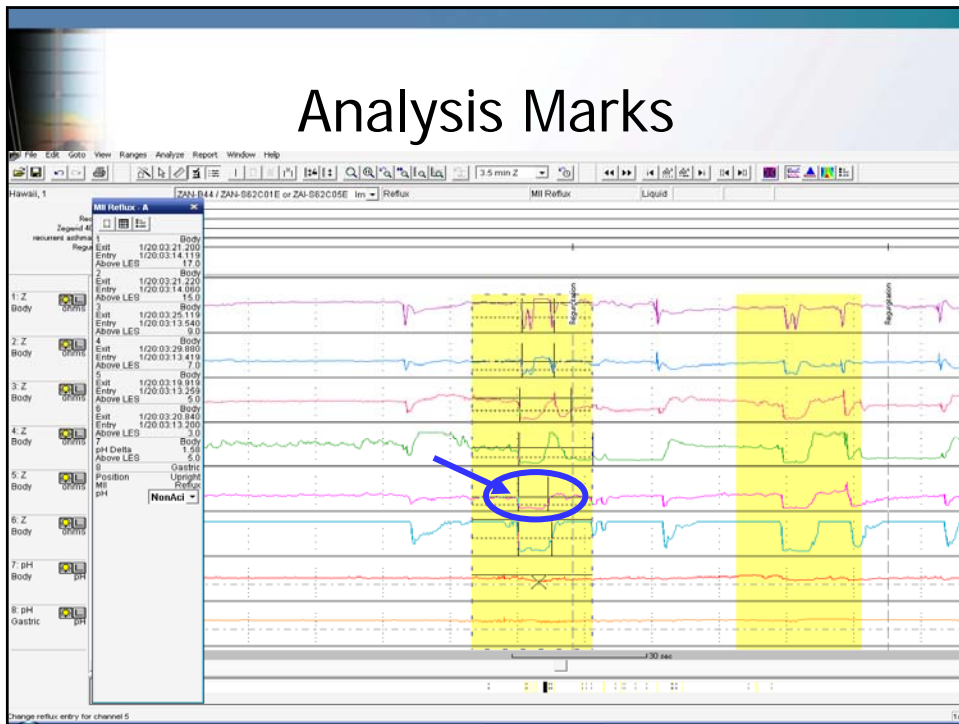 Analysis Marks
File Edit Goto View Ranges Analyze Report Window Help
3.5 min Z
Hawaii, 1
ZAN-B44 / ZAN-S62C01E or ZAI-S62C05E Im
Reflux
MII Reflux
Liquid
MII Reflux - A
Rec
Zegerid 40
recurrent asthma
Regu
1 Body
Exit 1/20:03:21.200
Entry 1/20:03:14.119
Above LES 17.0
2 Body
Exit 1/20:03:21.220
Entry 1/20:03:14.060
Above LES 15.0
3 Body
Exit 1/20:03:25.119
Entry 1/20:03:13.540
Above LES 9.0
4 Body
Exit 1/20:03:29.880
Entry 1/20:03:13.419
Above LES 7.0
5 Body
Exit 1/20:03:19.919
Entry 1/20:03:13.259
Above LES 5.0
6 Body
Exit 1/20:03:20.840
Entry 1/20:03:13.200
Above LES 3.0
7 Body
pH Delta 1.58
Above LES 5.0
8 Gastric
Position Upright
MII Reflux
pH NonAci
1: Z
Body ohms
2: Z
Body ohms
3: Z
Body ohms
4: Z
Body ohms
5: Z
Body ohms
6: Z
Body ohms
7: pH
Body pH
8: pH
Gastric pH
Regurgitation
Regurgitation
30 sec
Change reflux entry for channel 5